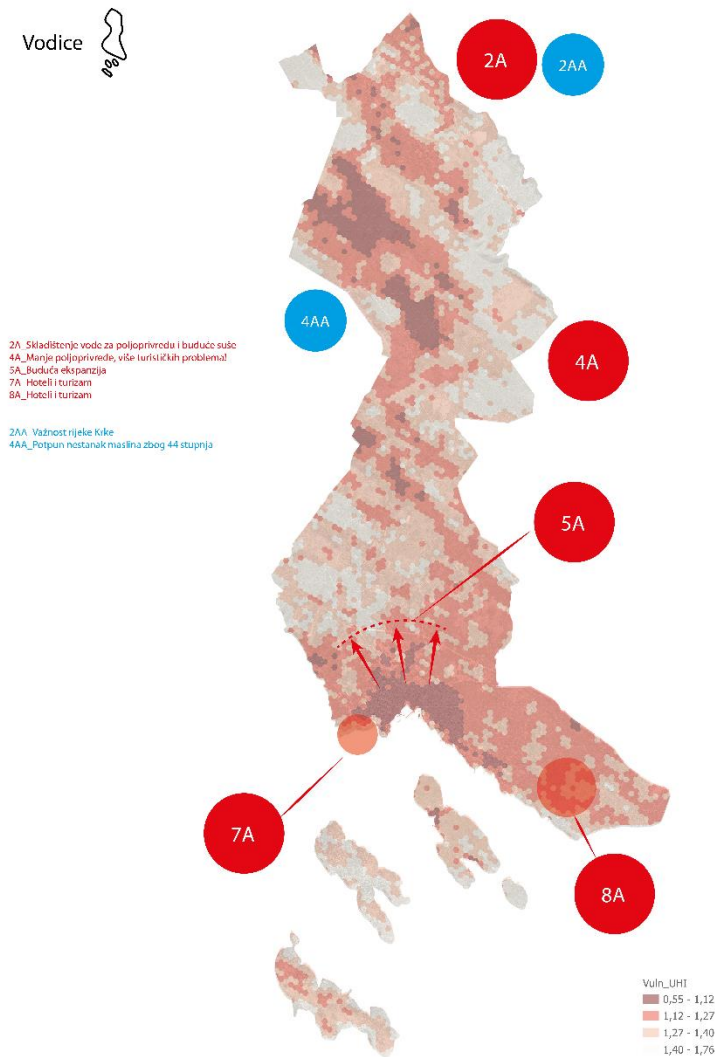 Vodice
2A
2AA
4AA
4A
2A_Skladištenje vode za poljoprivredu i buduće suše
4A_Manje poljoprivrede, više turističkih problema!
5A_Buduća ekspanzija
7A_Hoteli i turizam
8A_Hoteli i turizam
2AA_Važnost rijeke Krke
4AA_Potpun nestanak maslina zbog 44 stupnja
5A
7A
8A
Vuln_UHI
0,55 - 1,12
1,12 - 1,27
1,27 - 1,40
1,40 - 1,76